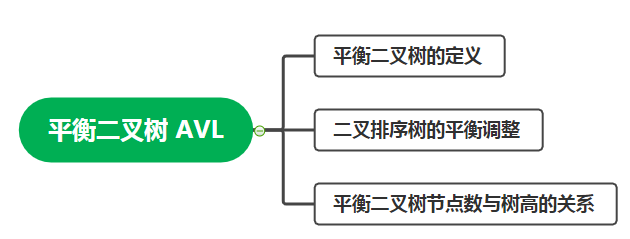 平衡二叉树 AVL
平衡二叉树的定义
二叉排序树的平衡调整
平衡二叉树节点数与树高的关系